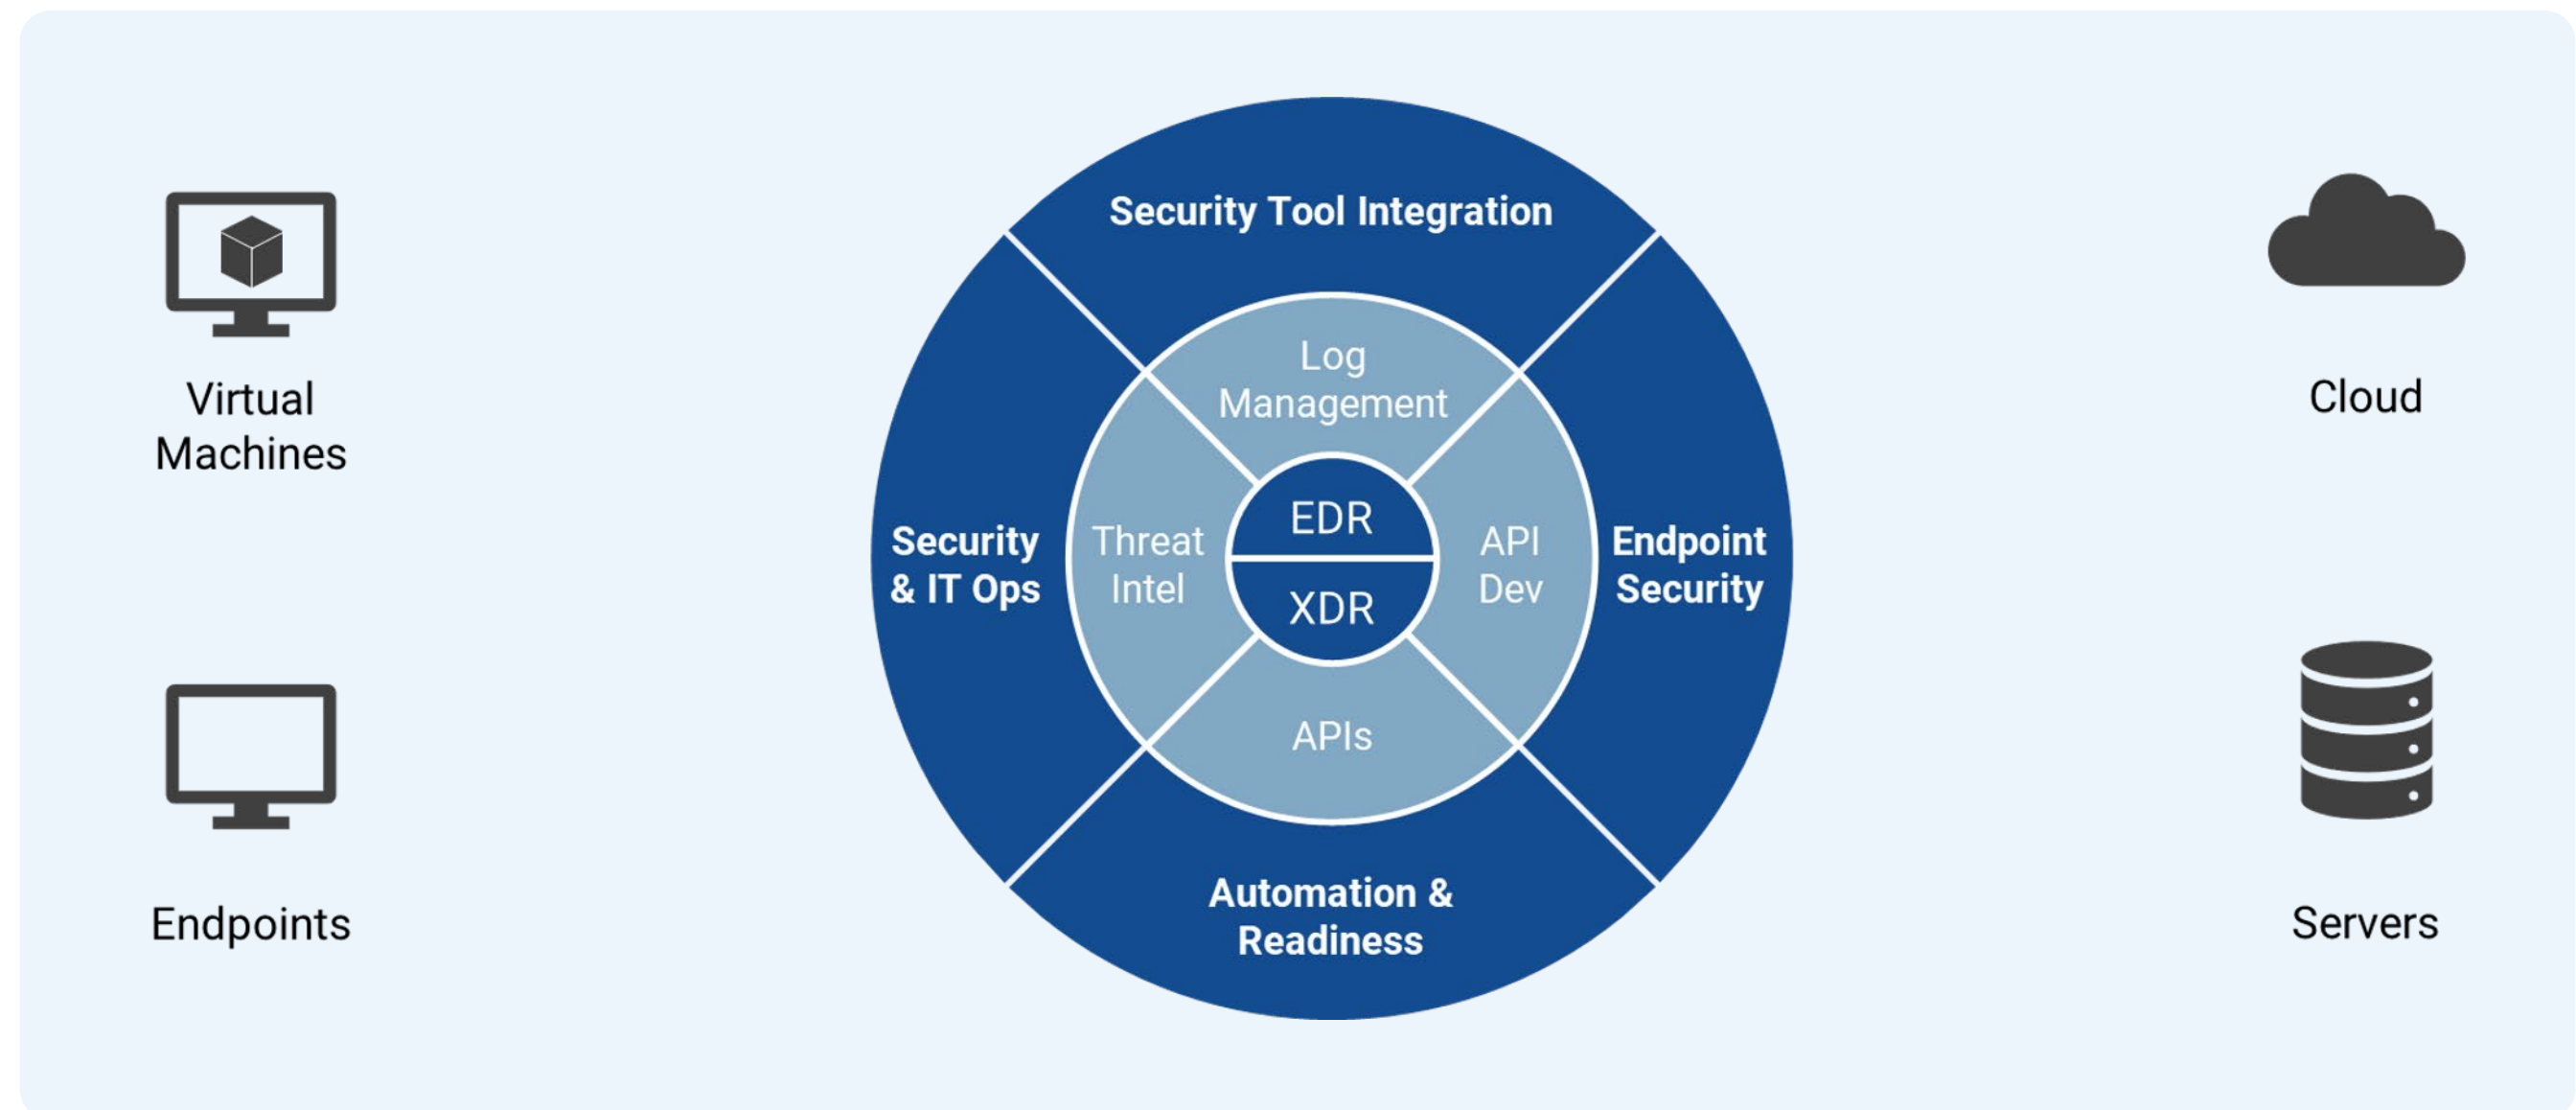 Virtual
Machines
Endpoints
Security Tool Integration
Log
Management
Security
& IT Ops
Threat
Intel
EDR
XDR
API
Dev
Endpoint
Security
APIs
Automation &
Readiness
Cloud
Servers